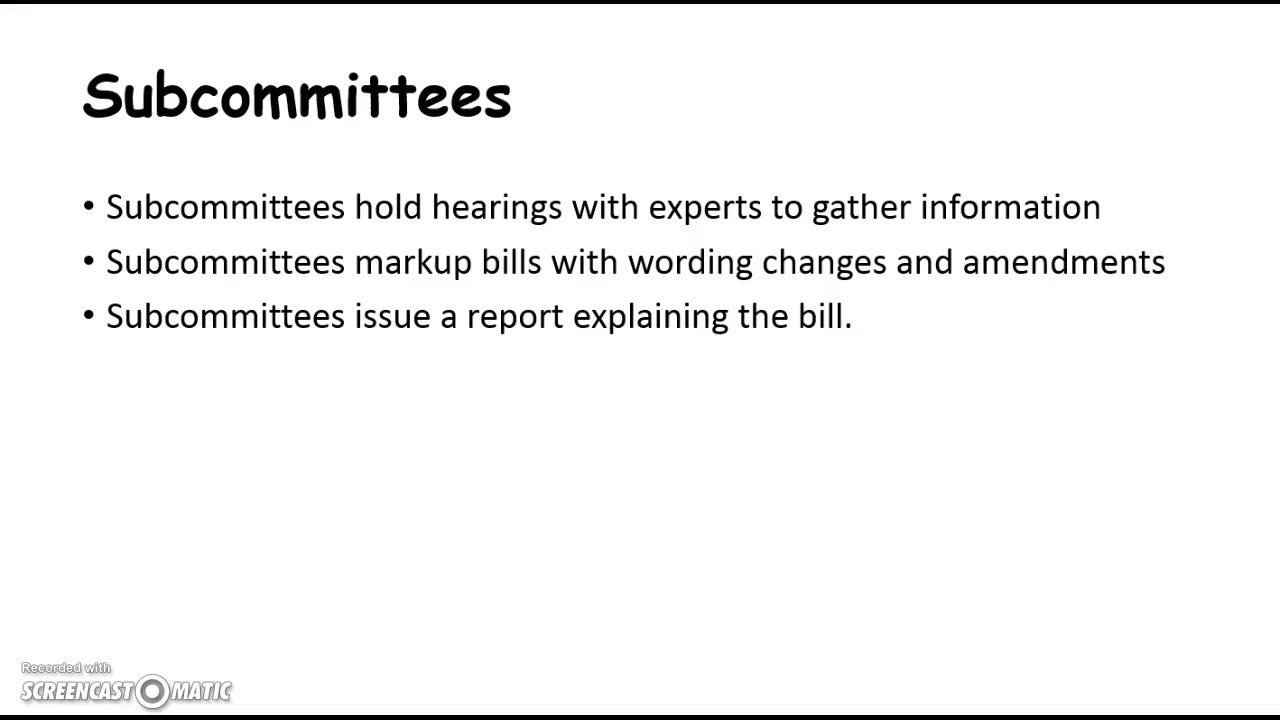 Subcommittees
• Subcommittees hold hearings with experts to gather information
• Subcommittees markup bills with wording changes and amendments
• Subcommittees issue a report explaining the bill.
Recorded with
SCREENCAST MATIC